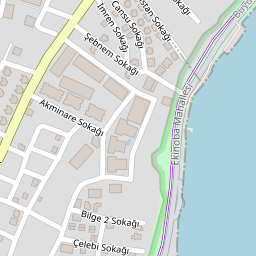 Cansu Sokağı
İmren Sokağı
Şebnem Sokağı
Akminare Sokağı
Ekinoba Mahallesi
Bilge 2 Sokağı
Çelebi Sokağı